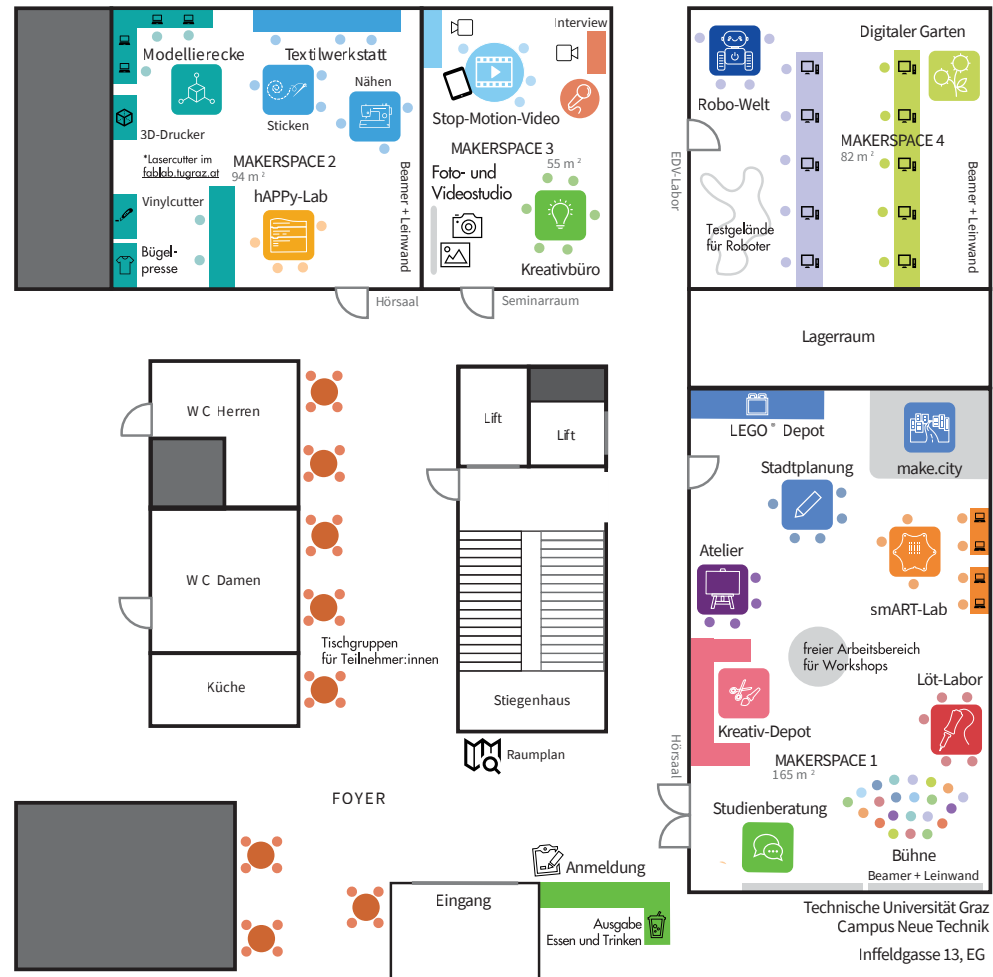 Modellierecke
Textilwerkstatt
Nähen
3D-Drucker
Sticken
*Lasercutter im
fablab.tugraz.at
MAKERSPACE 2
94 m²
Vinylcutter
hAPPy-Lab
Bügel-
presse
Beamer + Leinwand
Hörsaal
Interview
Stop-Motion-Video
MAKERSPACE 3
55 m²
Foto- und
Videostudio
Kreativbüro
Seminarraum
Digitaler Garten
Robo-Welt
MAKERSPACE 4
82 m²
EDV-Labor
Testgelände
für Roboter
Beamer + Leinwand
Lagerraum
WC Herren
WC Damen
Küche
Tischgruppen
für Teilnehmer:innen
Lift
Lift
Stiegenhaus
Raumplan
LEGO® Depot
make.city
Stadtplanung
Atelier
smART-Lab
freier Arbeitsbereich
für Workshops
Löt-Labor
Kreativ-Depot
MAKERSPACE 1
165 m²
Hörsaal
Studienberatung
Bühne
Beamer + Leinwand
FOYER
Anmeldung
Eingang
Ausgabe
Essen und Trinken
Technische Universität Graz
Campus Neue Technik
Inffeldgasse 13, EG